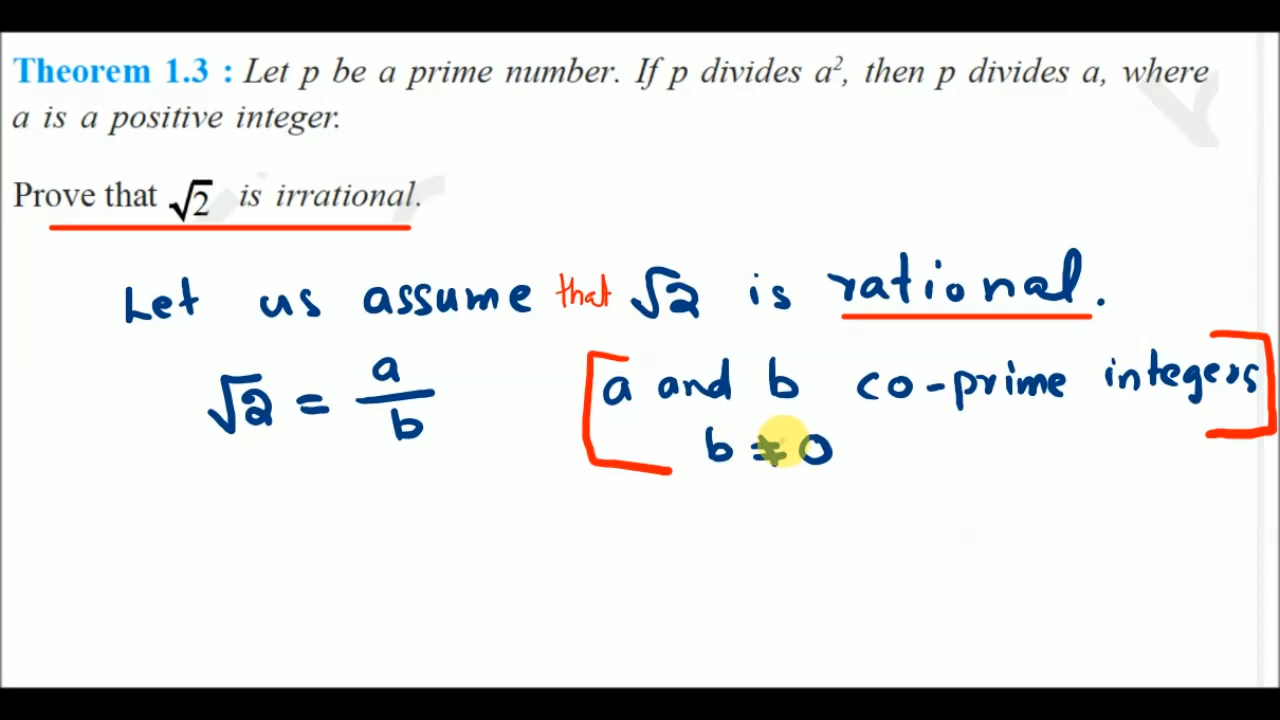 Theorem 1.3 : Let p be a prime number. If p divides a², then p divides a, where
a is a positive integer.
Prove that √2 is irrational.
Let us assume that √2 is rational.
√2 = a/b [a and b co-prime integers]
b ≠ 0